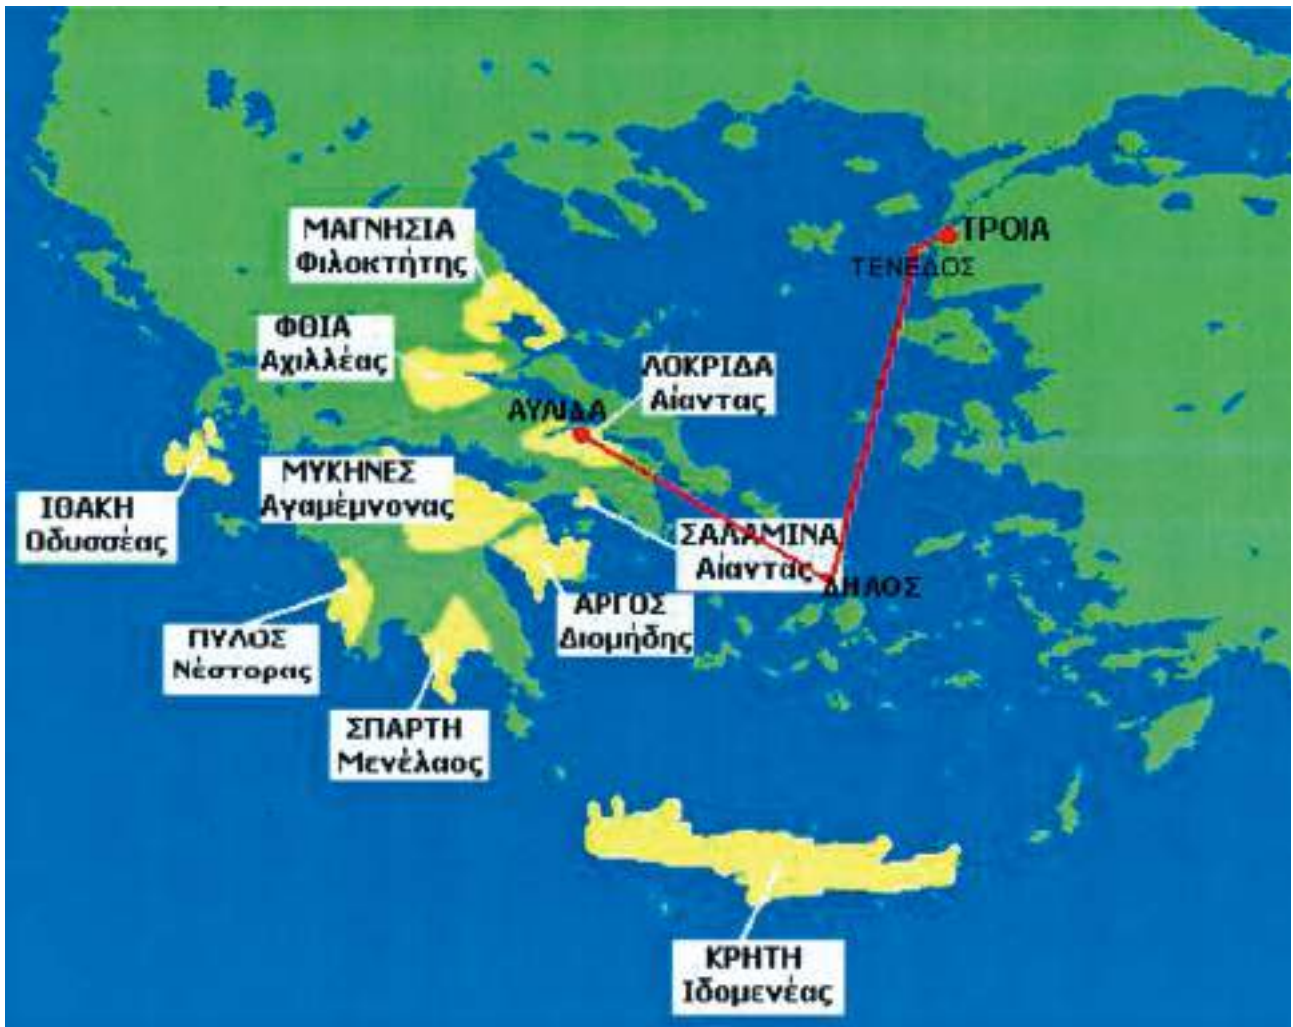 ΜΑΓΝΗΣΙΑ
Φιλοκτήτης
ΤΡΟΙΑ
ΤΕΝΕΔΟΣ
ΦΘΙΑ
Αχιλλέας
ΛΟΚΡΙΔΑ
Αίαντας
ΑΥΛΙΔΑ
ΜΥΚΗΝΕΣ
Αγαμέμνονας
ΙΘΑΚΗ
Οδυσσέας
ΣΑΛΑΜΙΝΑ
Αίαντας
ΔΗΛΟΣ
ΑΡΓΟΣ
Διομήδης
ΠΥΛΟΣ
Νέστορας
ΣΠΑΡΤΗ
Μενέλαος
ΚΡΗΤΗ
Ιδομενέας